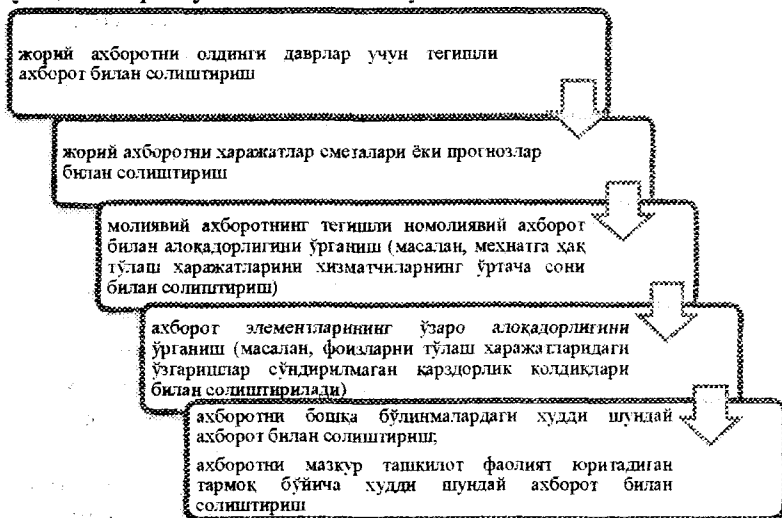 жорий ахборотни олдинги даврлар учун тегишли
ахборот билан солиштириш
жорий ахборотни харажатлар сметалари ёки прогнозлар
билан солиштириш
молиявий ахборотнинг тегишли номолиявий ахборот
билан алоқадорлигини ўрганиш (масалан, меҳнатга ҳақ
тўлаш харажатларини хизматчиларнинг ўртача сони
билан солиштириш)
ахборот элементларининг ўзаро алоқадорлигини
ўрганиш (масалан, фоизларни тўлаш харажатларидаги
ўзгаришлар сўндирилмаган қарздорлик қолдиқлари
билан солиштирилади)
ахборотни бошқа бўлинмалардаги худди шундай
ахборот билан солиштириш;
ахборотни мазкур ташкилот фаолият юритадиган
тармоқ бўйича худди шундай ахборот билан
солиштириш